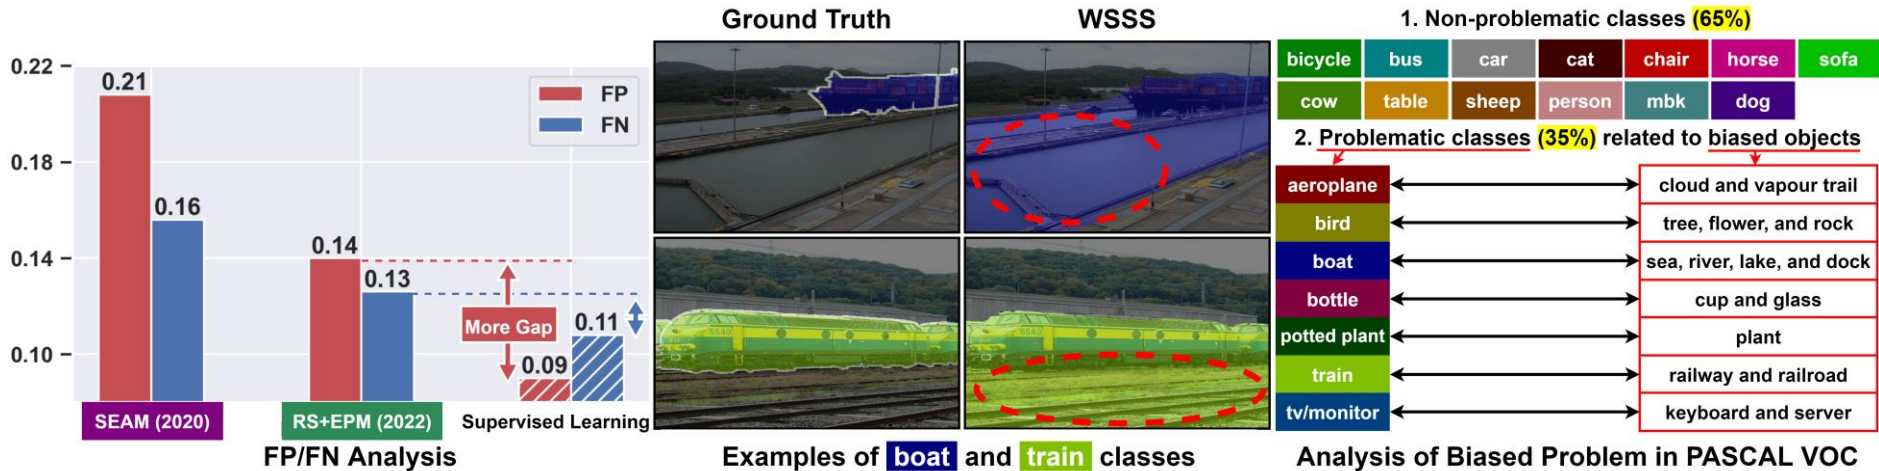 0.22
0.18
0.14
0.10
0.21
0.16
0.14
0.13
0.09
0.11
FP
FN
More Gap
SEAM (2020)
RS+EPM (2022)
Supervised Learning
FP/FN Analysis
Ground Truth
WSSS
5540
Examples of boat and train classes
1. Non-problematic classes (65%)
bicycle bus car cat chair horse sofa
cow table sheep person mbk dog
2. Problematic classes (35%) related to biased objects
aeroplane cloud and vapour trail
bird tree, flower, and rock
boat sea, river, lake, and dock
bottle cup and glass
potted plant plant
train railway and railroad
tv/monitor keyboard and server
Analysis of Biased Problem in PASCAL VOC